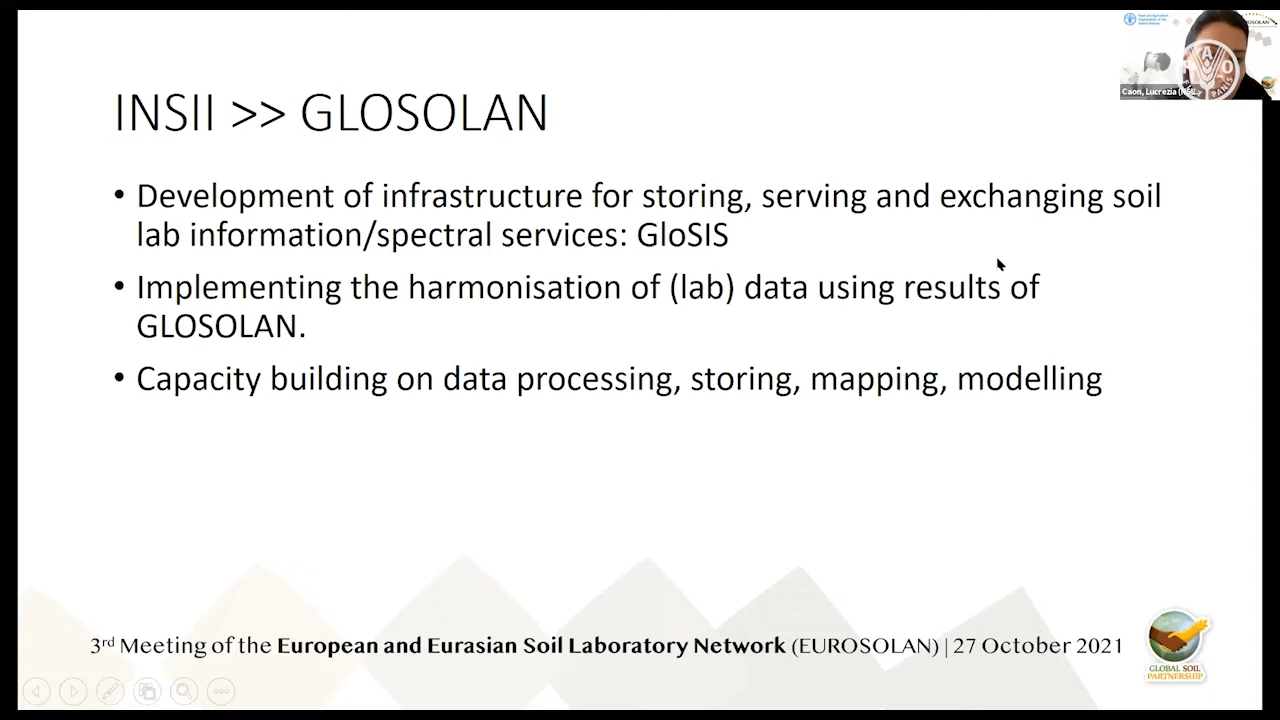 INSII >> GLOSOLAN
• Development of infrastructure for storing, serving and exchanging soil
lab information/spectral services: GloSIS
• Implementing the harmonisation of (lab) data using results of
GLOSOLAN.
• Capacity building on data processing, storing, mapping, modelling
Caon, Lucrezia
3rd Meeting of the European and Eurasian Soil Laboratory Network (EUROSOLAN) | 27 October 2021
GLOBAL SOIL
PARTNERSHIP